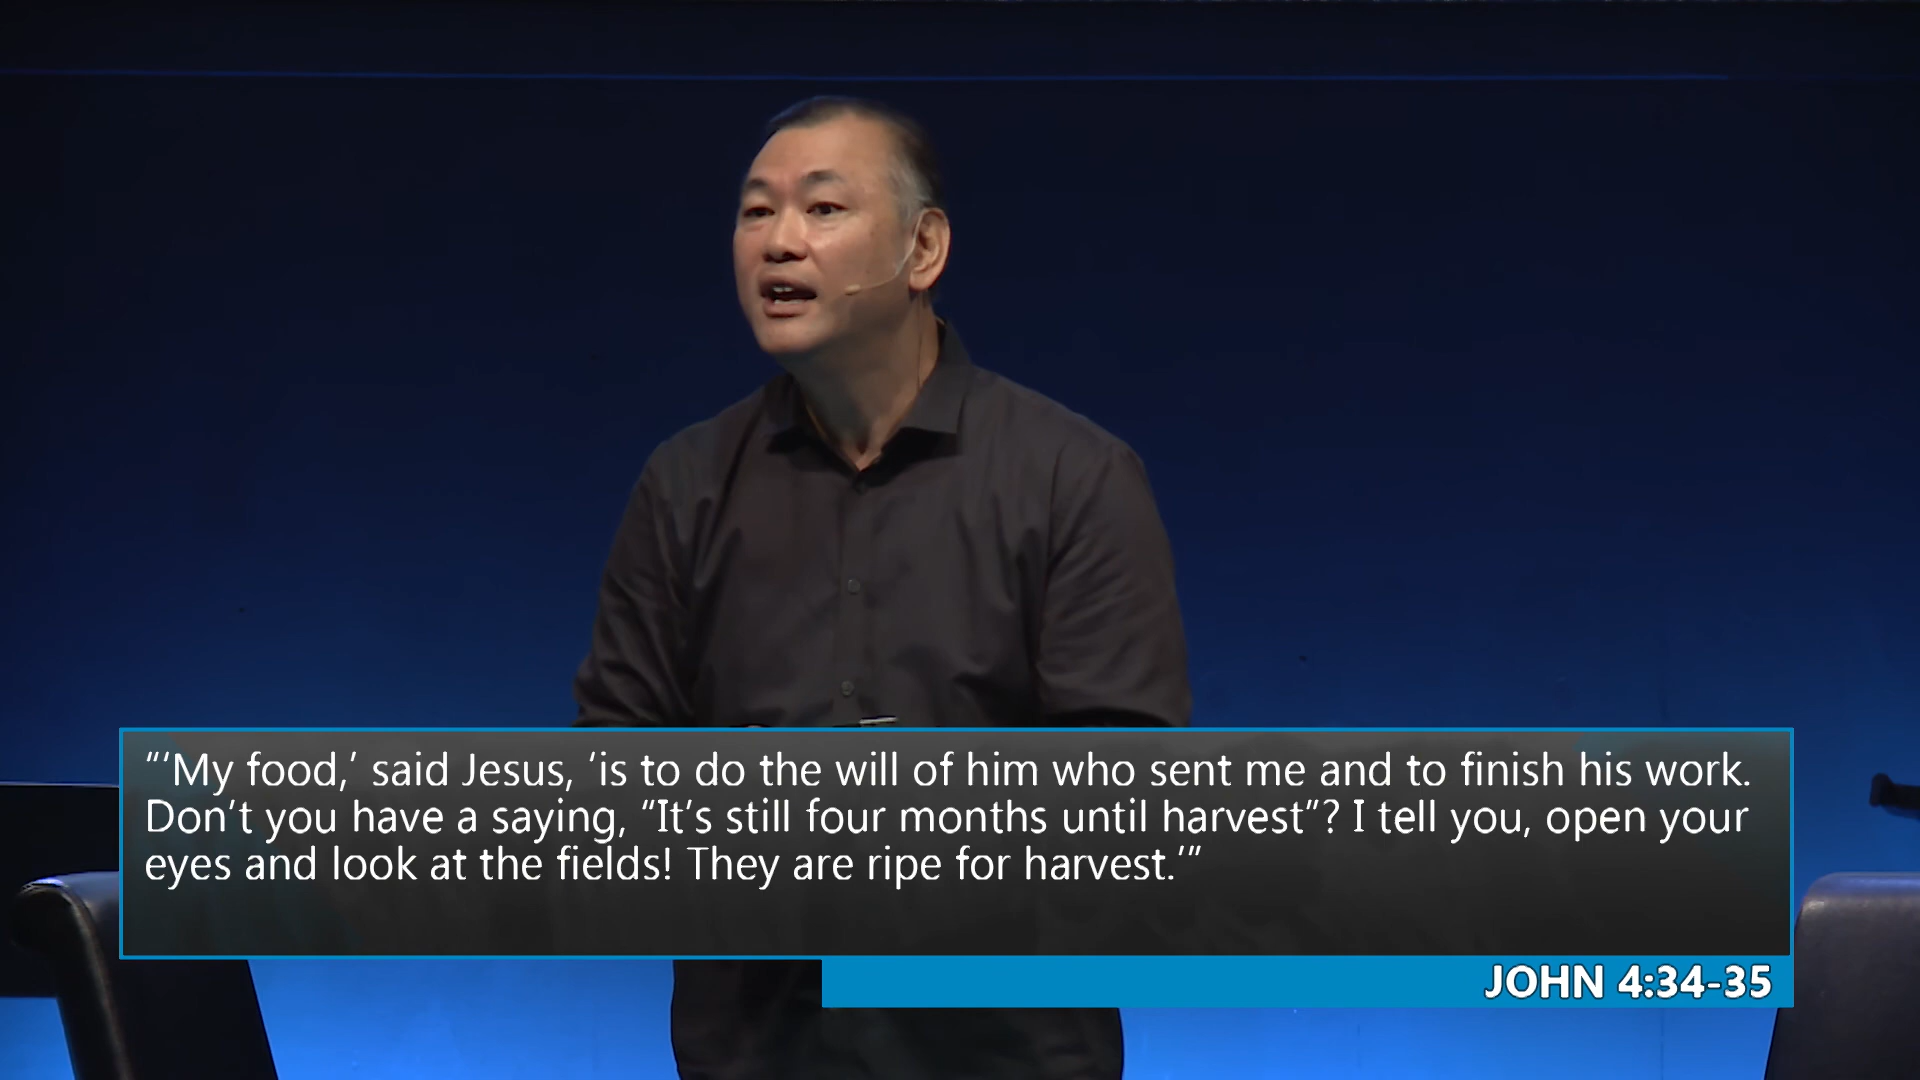 “‘My food,’ said Jesus, ‘is to do the will of him who sent me and to finish his work.
Don’t you have a saying, “It’s still four months until harvest”? I tell you, open your
eyes and look at the fields! They are ripe for harvest.’”
JOHN 4:34-35